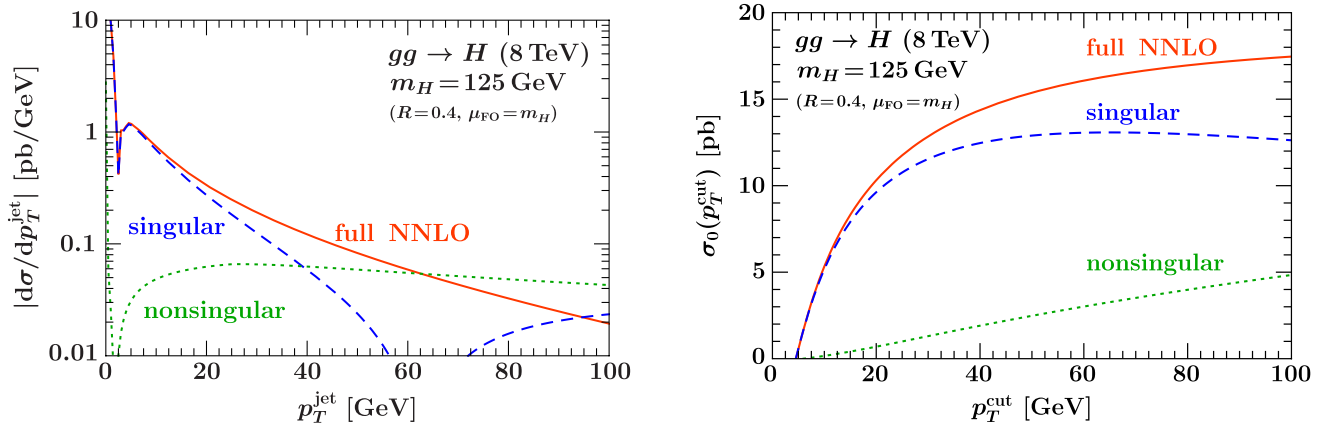 |dσ/dp_T^jet| [pb/GeV]
10
1
0.1
0.01
gg → H (8 TeV)
m_H = 125 GeV
(R=0.4, μ_FO=m_H)
singular
full NNLO
nonsingular
0
20
40
60
80
100
p_T^jet [GeV]
σ_0(p_T^cut) [pb]
20
15
10
5
0
gg → H (8 TeV)
m_H = 125 GeV
(R=0.4, μ_FO=m_H)
full NNLO
singular
nonsingular
0
20
40
60
80
100
p_T^cut [GeV]